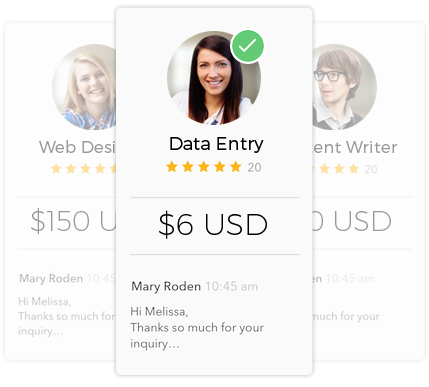 Web Desi
20
$150 U
Mary Roden 10:45
Hi Melissa,
Thanks so much for
inquiry...
Data Entry
20
$6 USD
Mary Roden 10:45 am
Hi Melissa,
Thanks so much for your
inquiry...
ent Writer
20
0 USD
10:45 am
for your